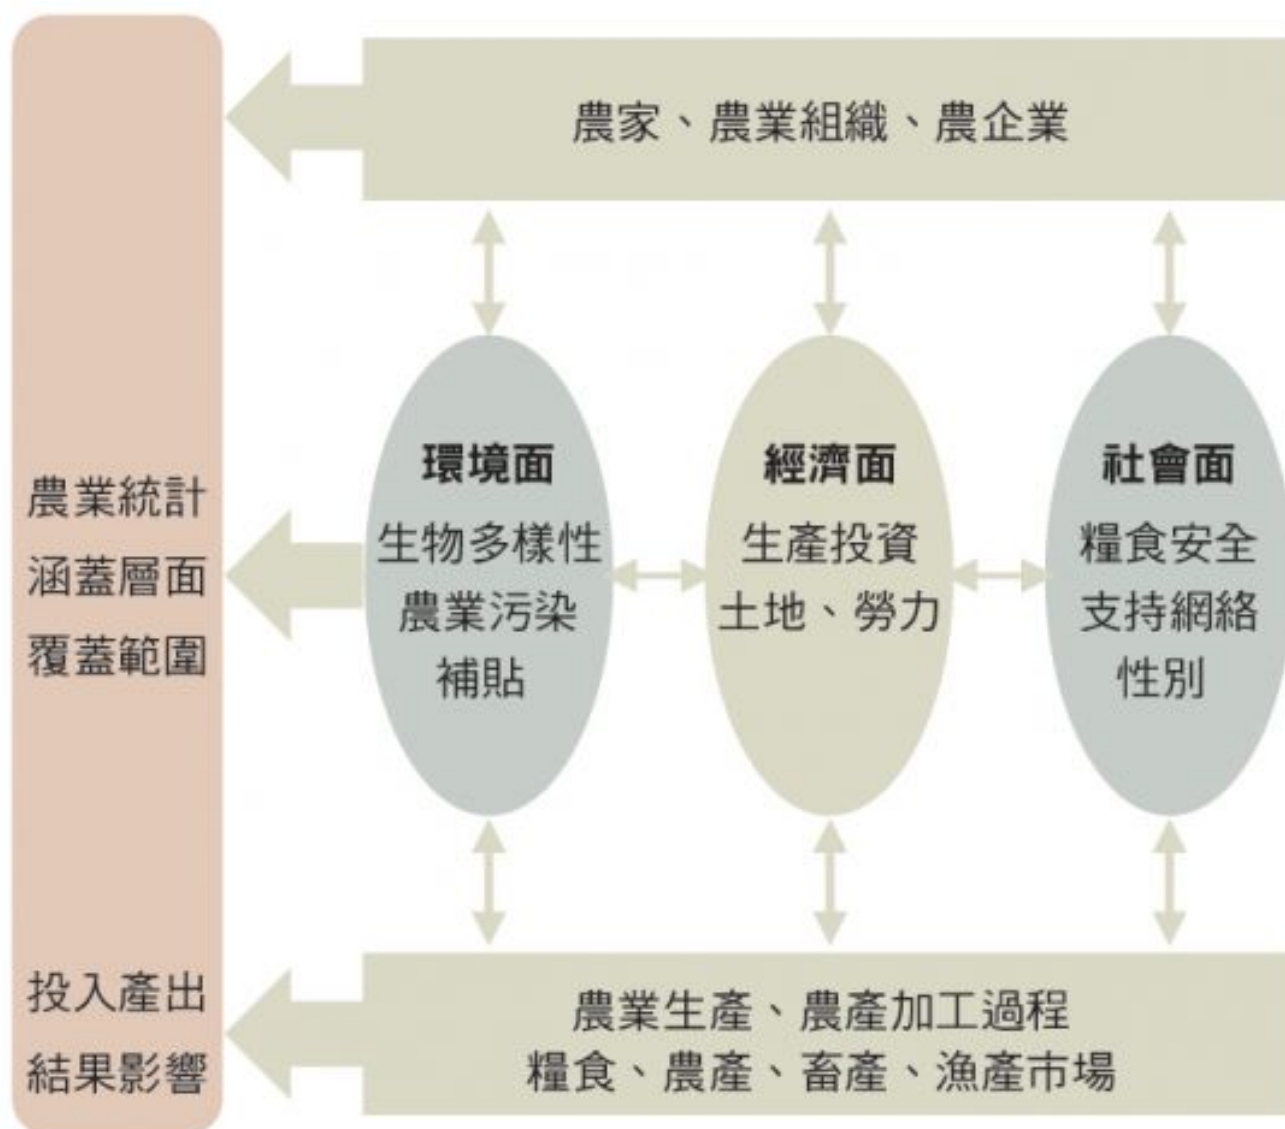 農家、農業組織、農企業
農業統計
涵蓋層面
覆蓋範圍
環境面
生物多樣性
農業污染
補貼
經濟面
生產投資
土地、勞力
社會面
糧食安全
支持網絡
性別
投入產出
結果影響
農業生產、農產加工過程
糧食、農產、畜產、漁產市場